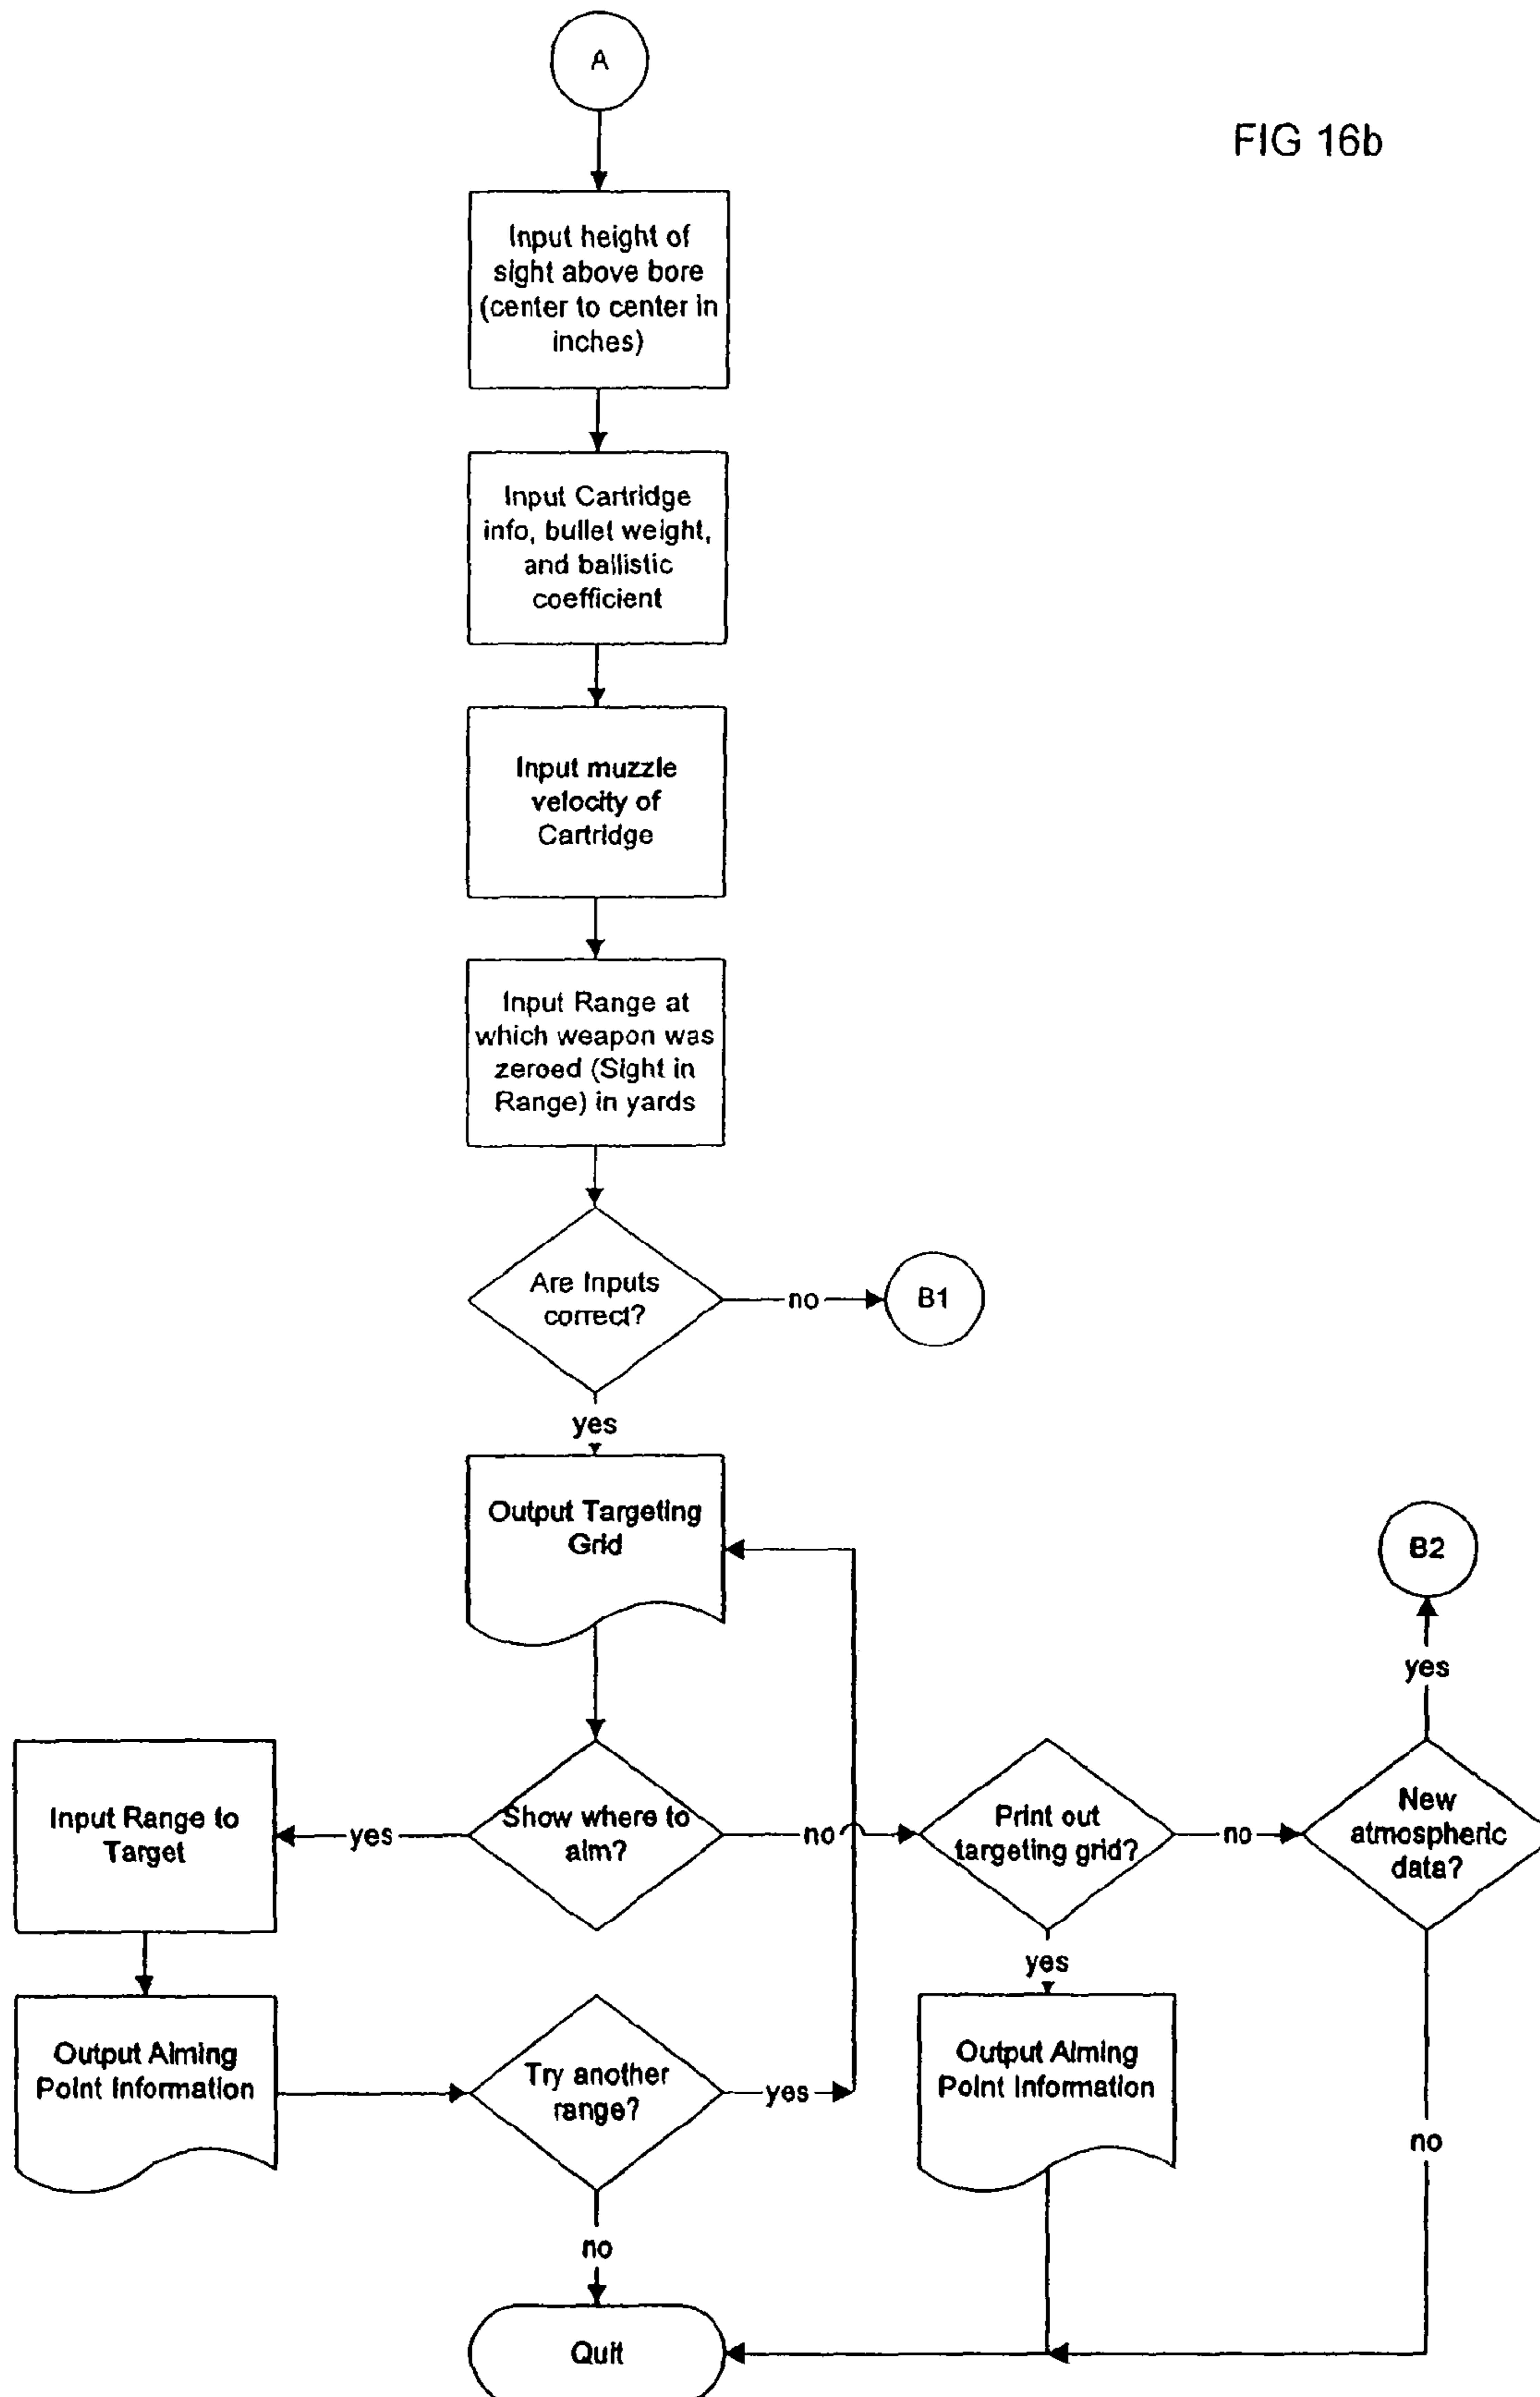 A
FIG 16b
Input height of
sight above bore
(center to center in
inches)
Input Cartridge
info, bullet weight,
and ballistic
coefficient
Input muzzle
velocity of
Cartridge
Input Range at
which weapon was
zeroed (Sight in
Range) in yards
Are Inputs
correct?
no
B1
yes
Output Targeting
Grid
B2
yes
Input Range to
Target
yes
Show where to
aim?
no
Print out
targeting grid?
no
New
atmospheric
data?
yes
Output Aiming
Point Information
Try another
range?
yes
Output Aiming
Point Information
no
no
Quit